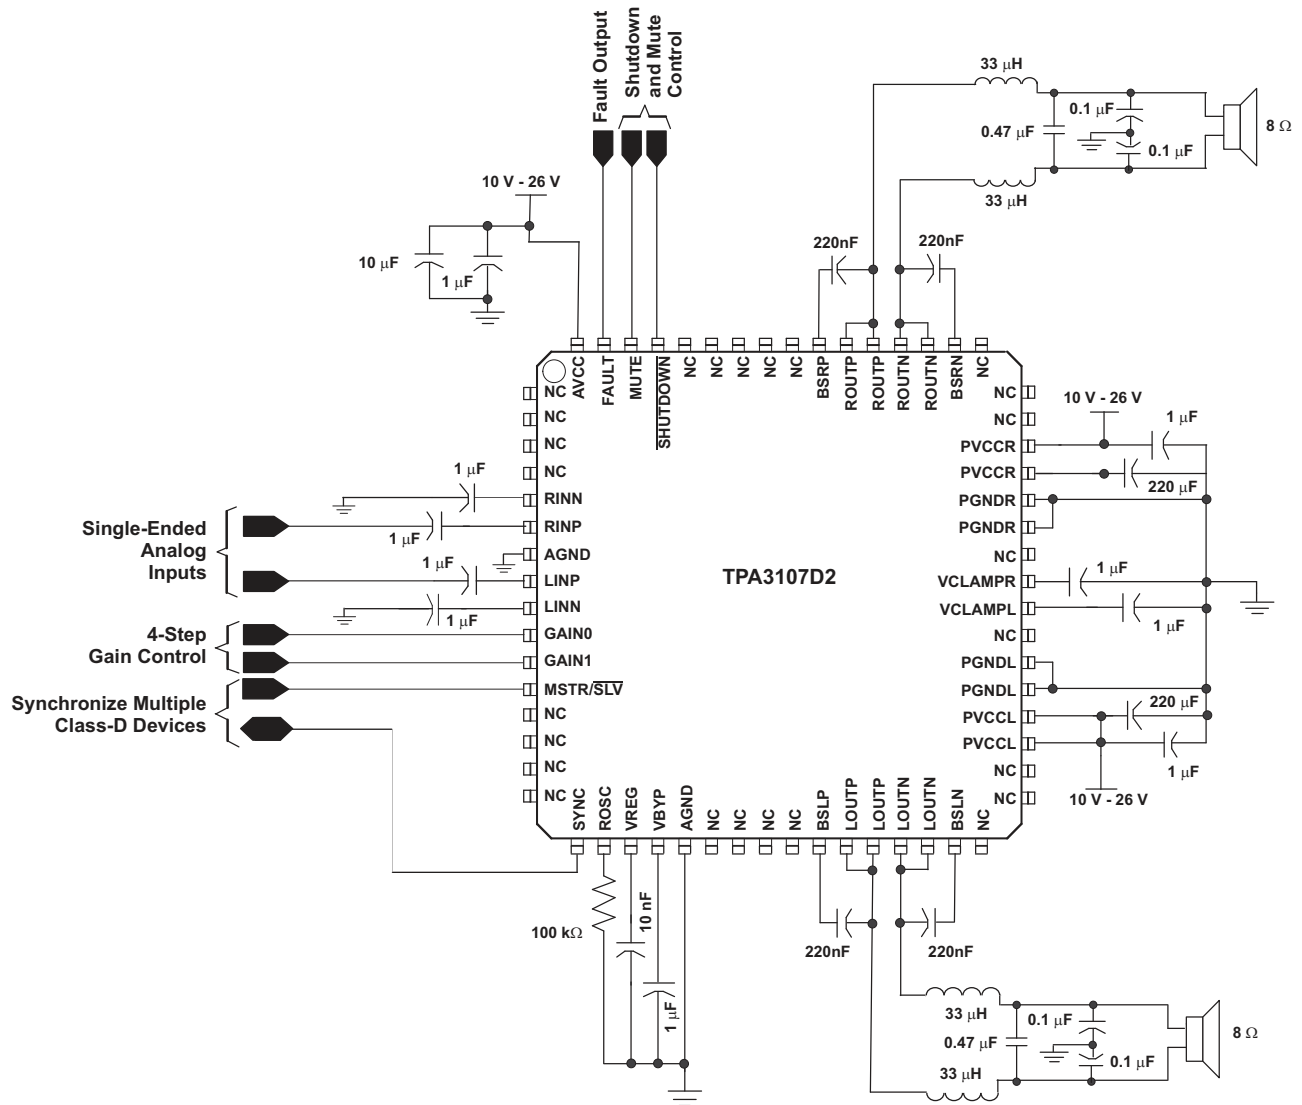 Fault Output
Shutdown
and Mute
Control
33 μH
0.1 μF
0.47 μF
8 Ω
0.1 μF
33 μH
10 V - 26 V
10 μF
1 μF
220nF
220nF
AVCC
FAULT
MUTE
SHUTDOWN
NC
NC
NC
NC
NC
BSRP
ROUTP
ROUTP
ROUTN
ROUTN
BSRN
NC
NC
NC
NC
NC
RINN
RINP
AGND
LINP
LINN
GAIN0
GAIN1
MSTR/SLV
NC
NC
NC
NC
1 μF
1 μF
1 μF
1 μF
Single-Ended
Analog
Inputs
4-Step
Gain Control
Synchronize Multiple
Class-D Devices
TPA3107D2
NC
NC
PVCCR
PVCCR
PGNDR
PGNDR
NC
VCLAMPR
VCLAMPL
NC
PGNDL
PGNDL
PVCCL
PVCCL
NC
NC
10 V - 26 V
1 μF
220 μF
1 μF
1 μF
220 μF
1 μF
10 V - 26 V
SYNC
ROSC
VREG
VBYP
AGND
NC
NC
NC
NC
BSLP
LOUTP
LOUTP
LOUTN
LOUTN
BSLN
NC
100 kΩ
10 nF
1 μF
220nF
220nF
33 μH
0.1 μF
0.47 μF
8 Ω
0.1 μF
33 μH